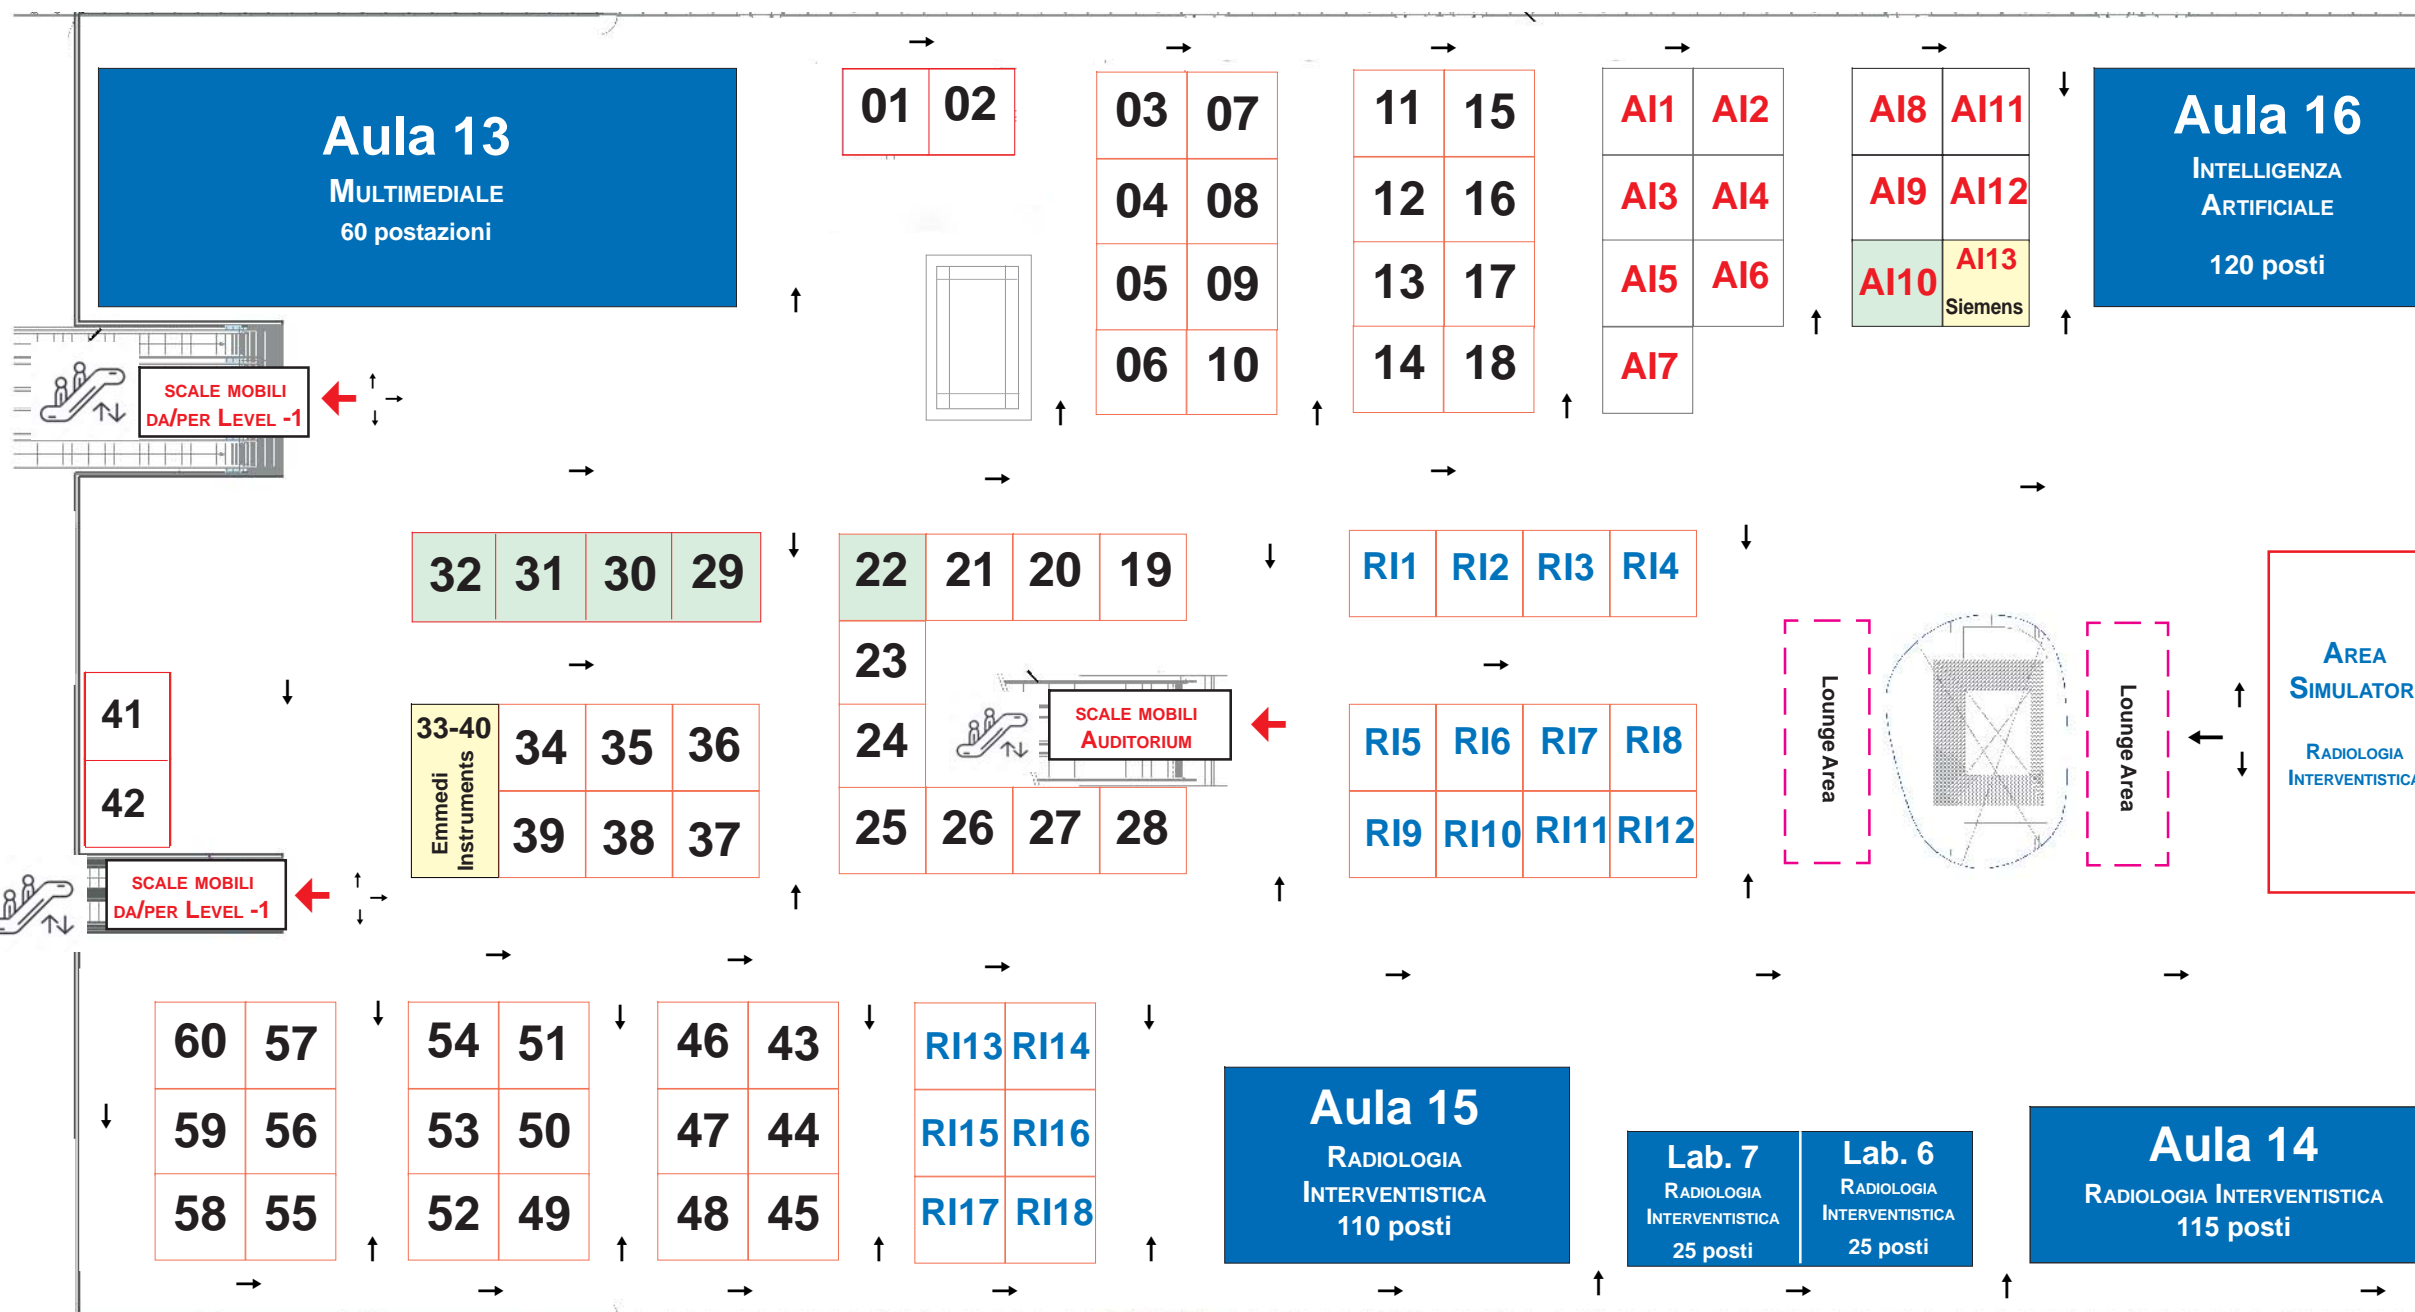 Aula 13
MULTIMEDIALE
60 postazioni
01 02
03 07
04 08
05 09
06 10
11 15
12 16
13 17
14 18
AI1 AI2
AI3 AI4
AI5 AI6
AI7
AI8 AI11
AI9 AI12
AI10 AI13
Siemens
Aula 16
INTELLIGENZA
ARTIFICIALE
120 posti
SCALE MOBILI
DA/PER LEVEL -1
32 31 30 29
22 21 20 19
23
24
25 26 27 28
SCALE MOBILI
AUDITORIUM
RI1 RI2 RI3 RI4
RI5 RI6 RI7 RI8
RI9 RI10 RI11 RI12
Lounge Area
Lounge Area
AREA
SIMULATOR
RADIOLOGIA
INTERVENTISTICA
41
42
33-40
Emmedi
Instruments
34 35 36
39 38 37
SCALE MOBILI
DA/PER LEVEL -1
60 57
59 56
58 55
54 51
53 50
52 49
46 43
47 44
48 45
RI13 RI14
RI15 RI16
RI17 RI18
Aula 15
RADIOLOGIA
INTERVENTISTICA
110 posti
Lab. 7
RADIOLOGIA
INTERVENTISTICA
25 posti
Lab. 6
RADIOLOGIA
INTERVENTISTICA
25 posti
Aula 14
RADIOLOGIA INTERVENTISTICA
115 posti